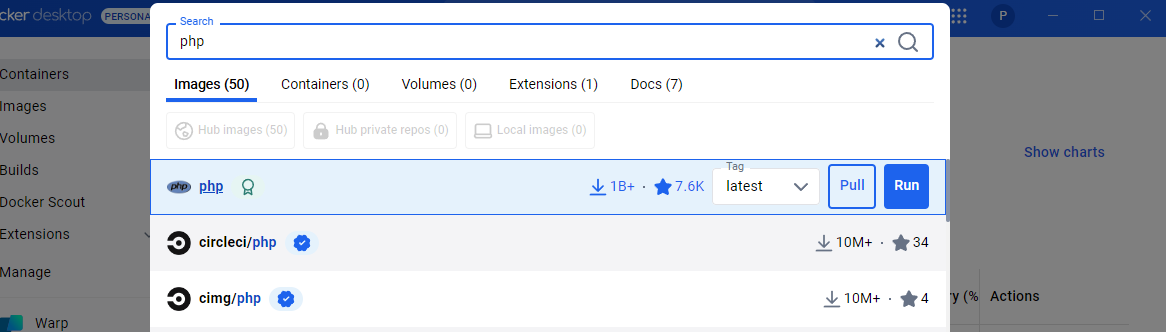 cker desktop PERSONA
P
Search
php
Images (50) Containers (0) Volumes (0) Extensions (1) Docs (7)
Hub images (50) Hub private repos (0) Local images (0)
php php 1B+ · 7.6K Tag latest Pull Run
circleci/php 10M+ · 34
cimg/php 10M+ · 4
Containers
Images
Volumes
Builds
Docker Scout
Extensions
Manage
Warp
Show charts
ry (% Actions